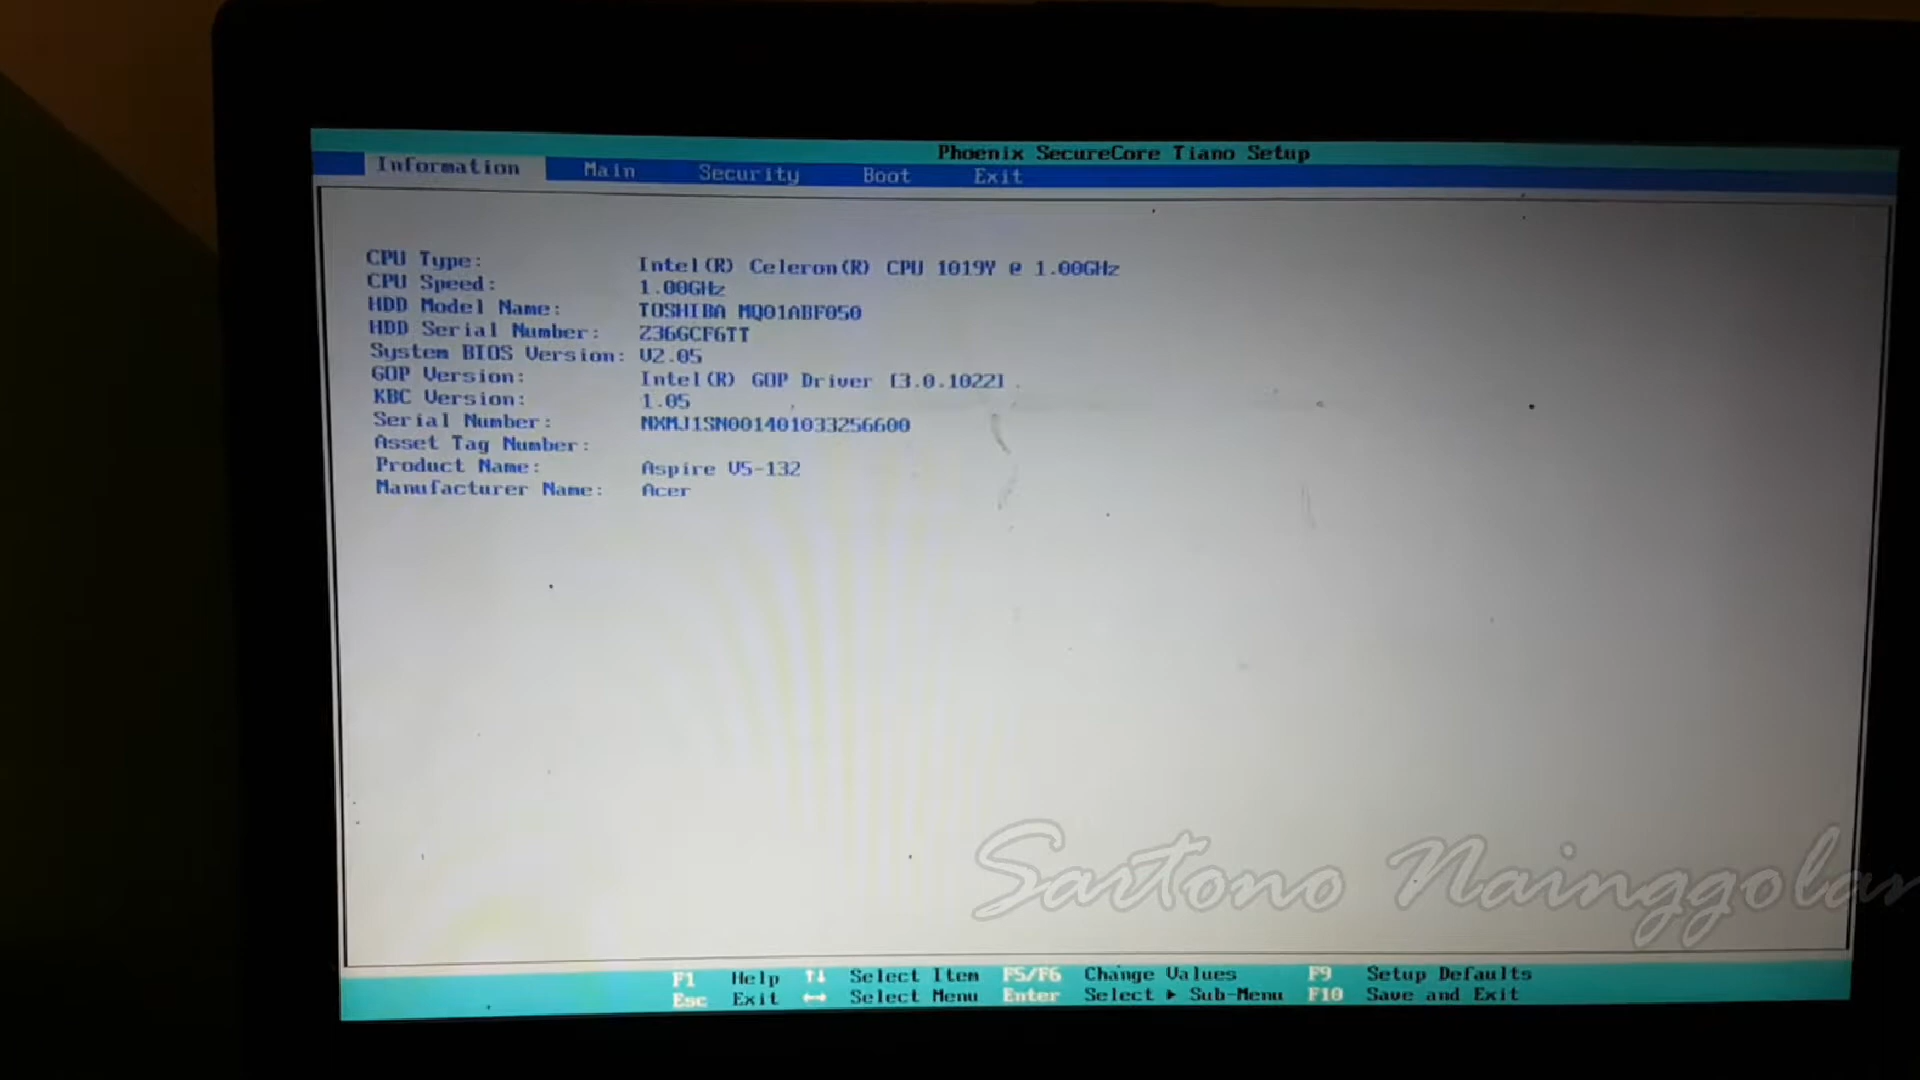 Phoenix SecureCore Tiano Setup
Information Main Security Boot Exit
CPU Type: Intel(R) Celeron(R) CPU 1019Y @ 1.00GHz
CPU Speed: 1.00GHz
HDD Model Name: TOSHIBA MQ01ABF050
HDD Serial Number: Z36GCF6TT
System BIOS Version: V2.05
GOP Version: Intel(R) GOP Driver [3.0.1022]
KBC Version: 1.05
Serial Number: NXMJ1SN001401033256600
Asset Tag Number:
Product Name: Aspire V5-132
Manufacturer Name: Acer
Sartono Nainggolan
F1 Help ↑↓ Select Item F5/F6 Change Values F9 Setup Defaults
Esc Exit ↔ Select Menu Enter Select ▶ Sub-Menu F10 Save and Exit